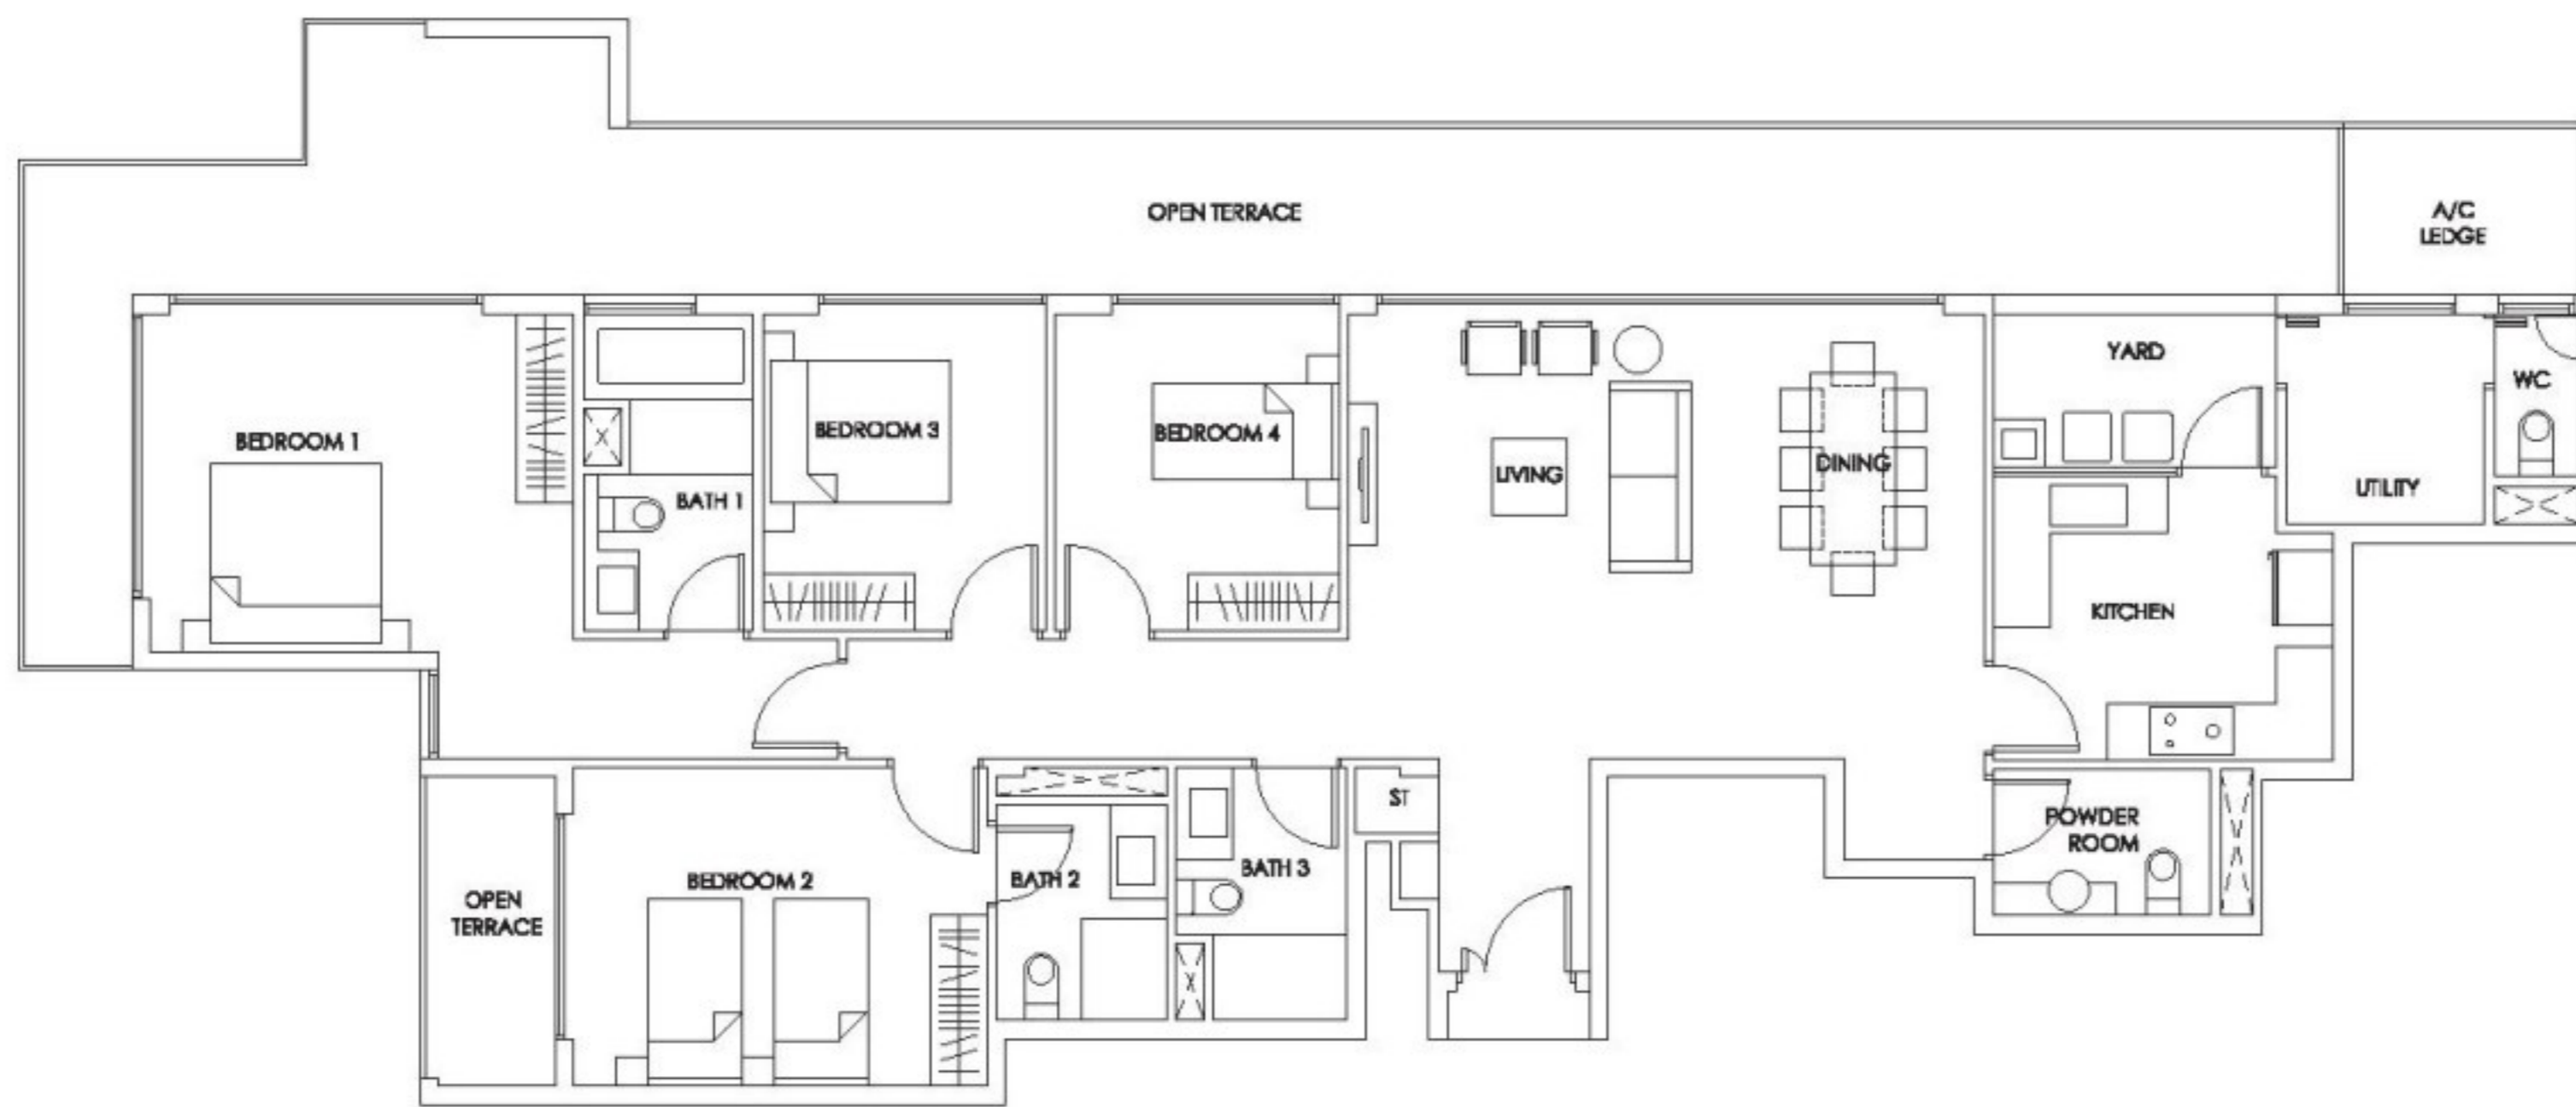 OPEN TERRACE
A/C
LEDGE
YARD
WC
BEDROOM 1
BEDROOM 3
BEDROOM 4
LIVING
DINING
UTILITY
BATH 1
KITCHEN
ST
POWDER
ROOM
BATH 3
BATH 2
BEDROOM 2
OPEN
TERRACE